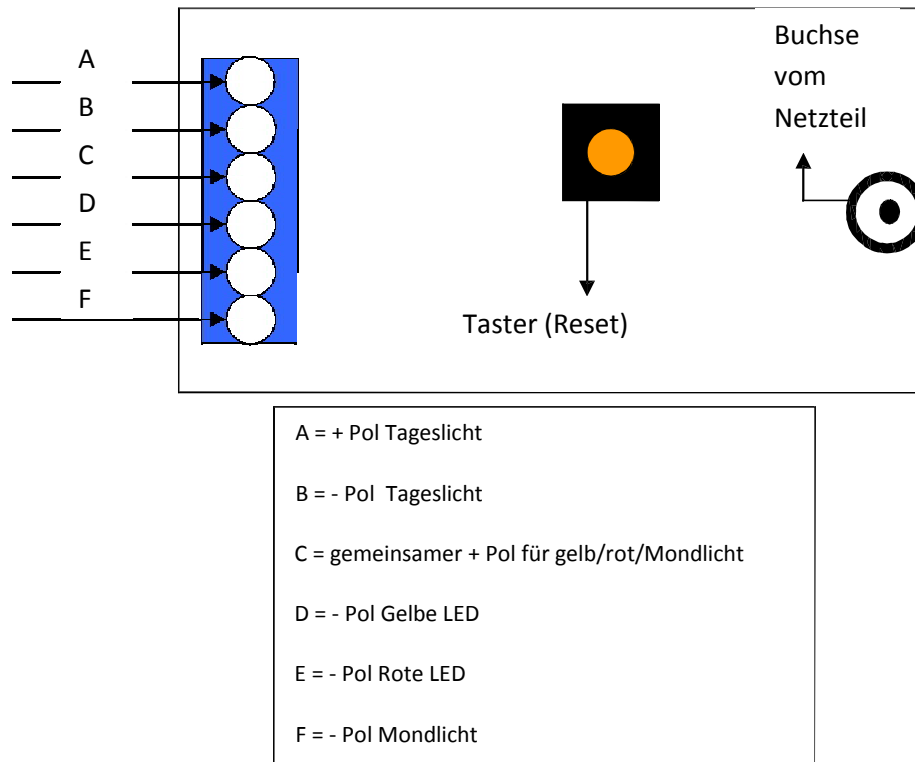 A
B
C
D
E
F
Buchse
vom
Netzteil
Taster (Reset)
A = + Pol Tageslicht
B = - Pol Tageslicht
C = gemeinsamer + Pol für gelb/rot/Mondlicht
D = - Pol Gelbe LED
E = - Pol Rote LED
F = - Pol Mondlicht